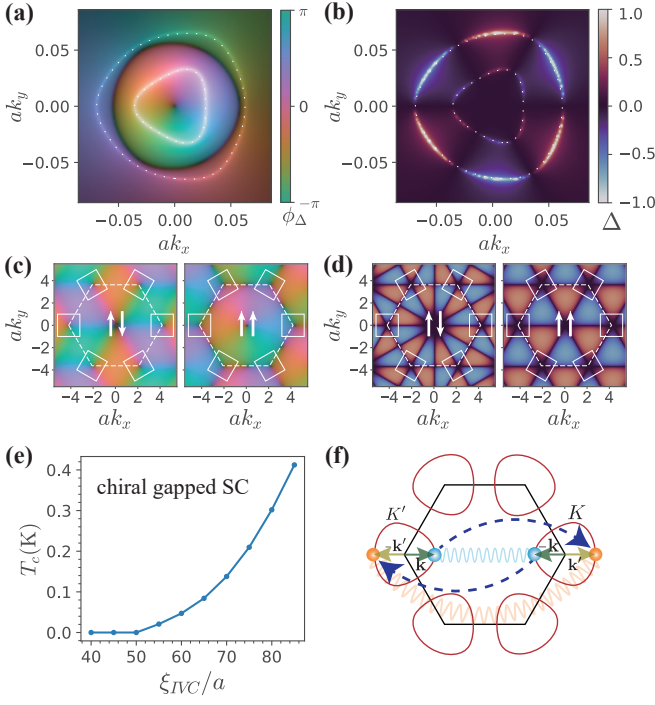 (a)
0.05
0.00
−0.05
ak_y
−0.05 0.00 0.05
ak_x
π
0
−π
ϕ_Δ
(b)
0.05
0.00
−0.05
ak_y
−0.05 0.00 0.05
ak_x
1.0
0.5
0.0
−0.5
−1.0
Δ
(c)
4
2
0
−2
−4
ak_y
−4 −2 0 2 4
ak_x
−4 −2 0 2 4
ak_x
(d)
4
2
0
−2
−4
ak_y
−4 −2 0 2 4
ak_x
−4 −2 0 2 4
ak_x
(e)
chiral gapped SC
0.4
0.3
0.2
0.1
0.0
T_c(K)
40 50 60 70 80
ξ_IVC/a
(f)
K′ K
-k′ k -k k′